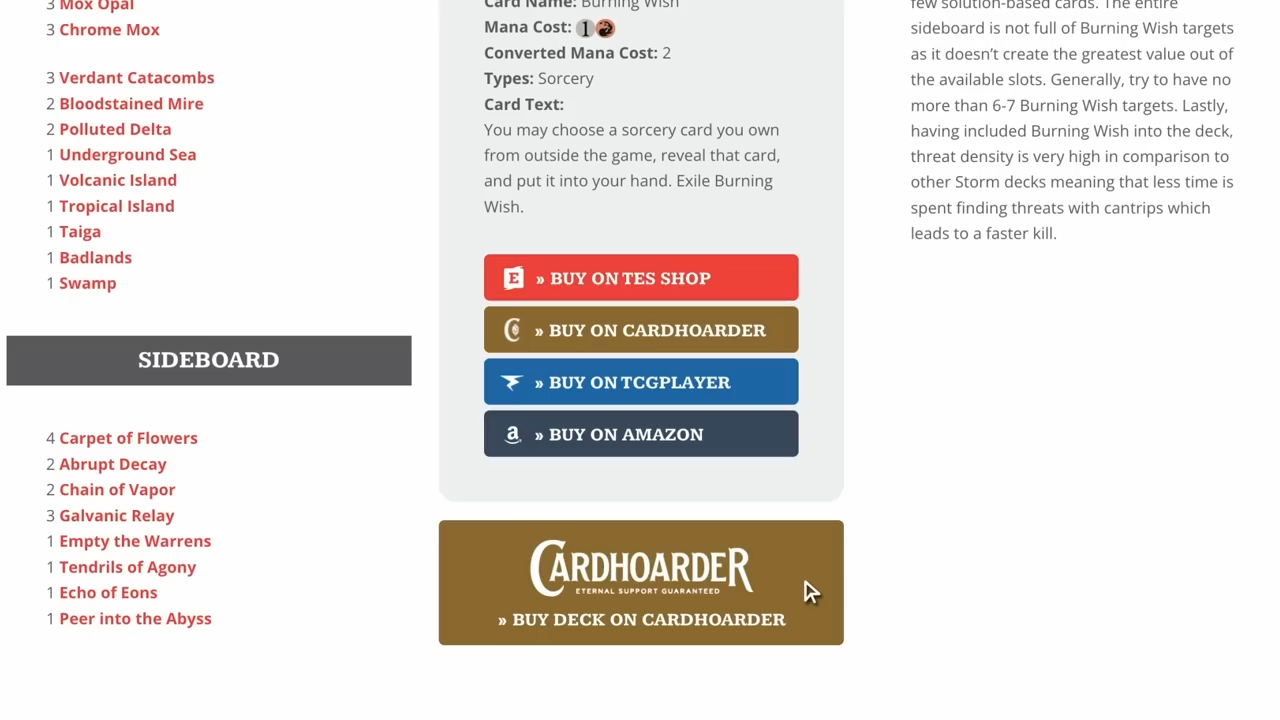 3 Mox Opal
3 Chrome Mox
3 Verdant Catacombs
2 Bloodstained Mire
2 Polluted Delta
1 Underground Sea
1 Volcanic Island
1 Tropical Island
1 Taiga
1 Badlands
1 Swamp
SIDEBOARD
4 Carpet of Flowers
2 Abrupt Decay
2 Chain of Vapor
3 Galvanic Relay
1 Empty the Warrens
1 Tendrils of Agony
1 Echo of Eons
1 Peer into the Abyss
Card Name: Burning Wish
Mana Cost: 1
Converted Mana Cost: 2
Types: Sorcery
Card Text:
You may choose a sorcery card you own
from outside the game, reveal that card,
and put it into your hand. Exile Burning
Wish.
E » BUY ON TES SHOP
C » BUY ON CARDHOARDER
» BUY ON TCGPLAYER
a » BUY ON AMAZON
CARDHOARDER
ETERNAL SUPPORT GUARANTEED
» BUY DECK ON CARDHOARDER
few solution-based cards. The entire
sideboard is not full of Burning Wish targets
as it doesn’t create the greatest value out of
the available slots. Generally, try to have no
more than 6-7 Burning Wish targets. Lastly,
having included Burning Wish into the deck,
threat density is very high in comparison to
other Storm decks meaning that less time is
spent finding threats with cantrips which
leads to a faster kill.